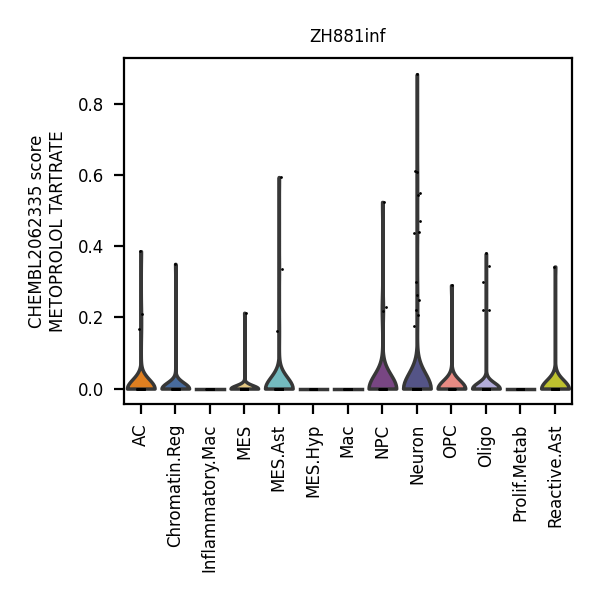 ZH881inf
CHEMBL2062335 score
METOPROLOL TARTRATE
0.8
0.6
0.4
0.2
0.0
AC
Chromatin.Reg
Inflammatory.Mac
MES
MES.Ast
MES.Hyp
Mac
NPC
Neuron
OPC
Oligo
Prolif.Metab
Reactive.Ast